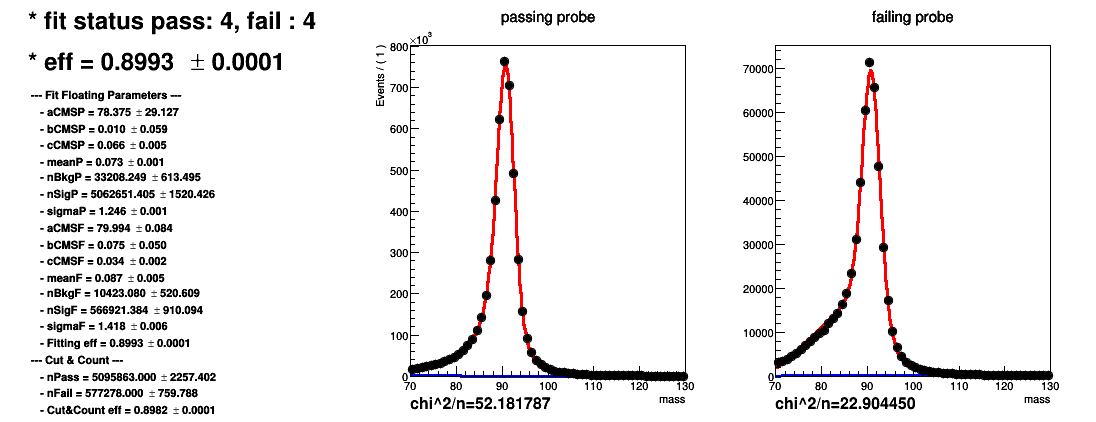 * fit status pass: 4, fail : 4
* eff = 0.8993 ± 0.0001
--- Fit Floating Parameters ---
- aCMSP = 78.375 ± 29.127
- bCMSP = 0.010 ± 0.059
- cCMSP = 0.066 ± 0.005
- meanP = 0.073 ± 0.001
- nBkgP = 33208.249 ± 613.495
- nSigP = 5062651.405 ± 1520.426
- sigmaP = 1.246 ± 0.001
- aCMSF = 79.994 ± 0.084
- bCMSF = 0.075 ± 0.050
- cCMSF = 0.034 ± 0.002
- meanF = 0.087 ± 0.005
- nBkgF = 10423.080 ± 520.609
- nSigF = 566921.384 ± 910.094
- sigmaF = 1.418 ± 0.006
- Fitting eff = 0.8993 ± 0.0001
--- Cut & Count ---
- nPass = 5095863.000 ± 2257.402
- nFail = 577278.000 ± 759.788
- Cut&Count eff = 0.8982 ± 0.0001
passing probe
×10³
Events / ( 1 )
800
700
600
500
400
300
200
100
0
70 80 90 100 110 120 130
mass
chi^2/n=52.181787
failing probe
70000
60000
50000
40000
30000
20000
10000
0
70 80 90 100 110 120 130
mass
chi^2/n=22.904450